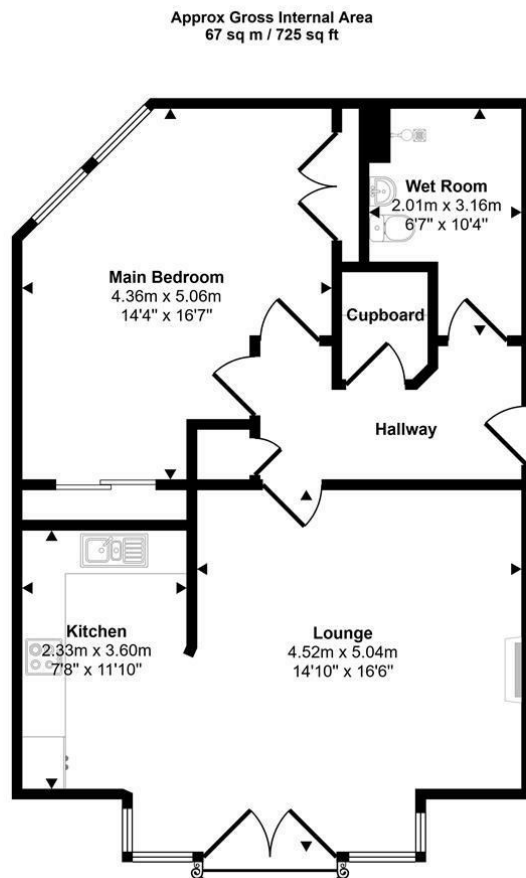 Approx Gross Internal Area
67 sq m / 725 sq ft
Wet Room
2.01m x 3.16m
6'7" x 10'4"
Main Bedroom
4.36m x 5.06m
14'4" x 16'7"
Cupboard
Hallway
Kitchen
2.33m x 3.60m
7'8" x 11'10"
Lounge
4.52m x 5.04m
14'10" x 16'6"